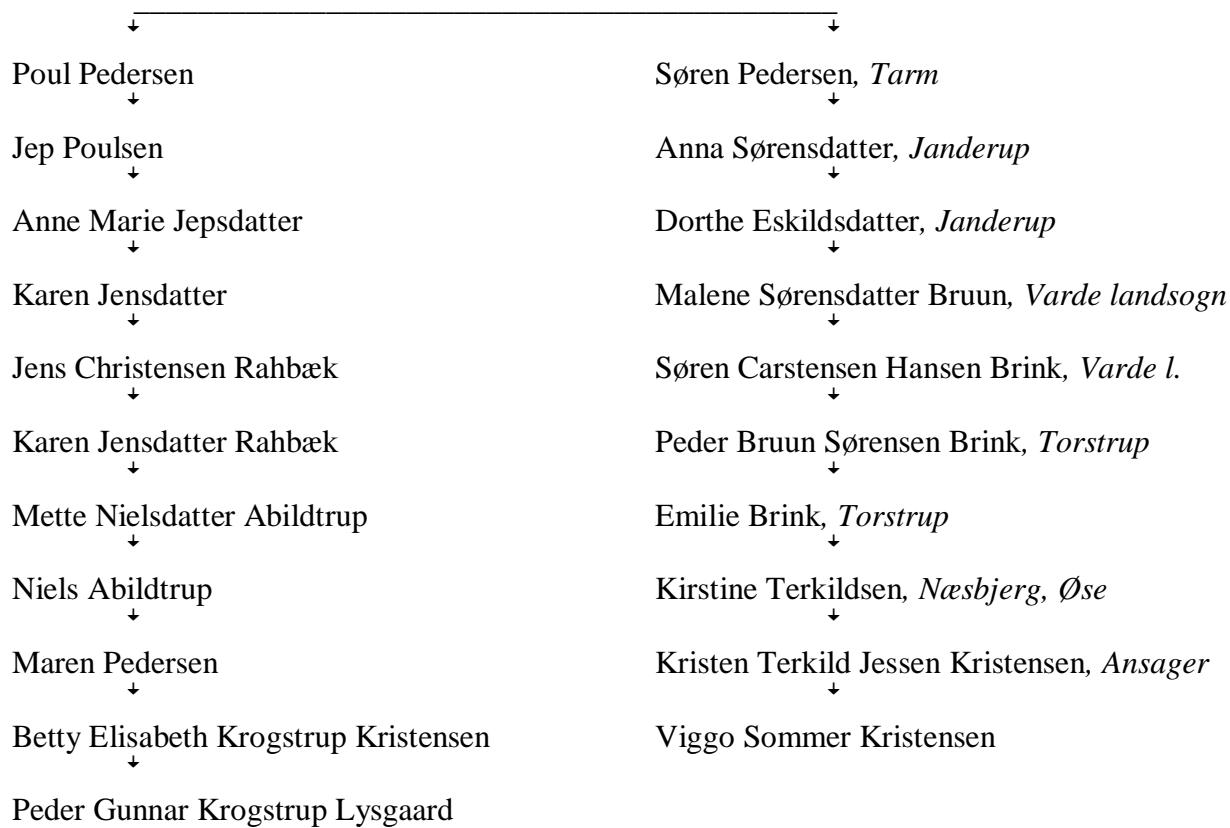 Poul Pedersen
Søren Pedersen, Tarm
Jep Poulsen
Anna Sørensdatter, Janderup
Anne Marie Jepsdatter
Dorthe Eskildsdatter, Janderup
Karen Jensdatter
Malene Sørensdatter Bruun, Varde landsogn
Jens Christensen Rahbæk
Søren Carstensen Hansen Brink, Varde l.
Karen Jensdatter Rahbæk
Peder Bruun Sørensen Brink, Torstrup
Mette Nielsdatter Abildtrup
Emilie Brink, Torstrup
Niels Abildtrup
Kirstine Terkildsen, Næsbjerg, Øse
Maren Pedersen
Kristen Terkild Jessen Kristensen, Ansager
Betty Elisabeth Krogstrup Kristensen
Viggo Sommer Kristensen
Peder Gunnar Krogstrup Lysgaard